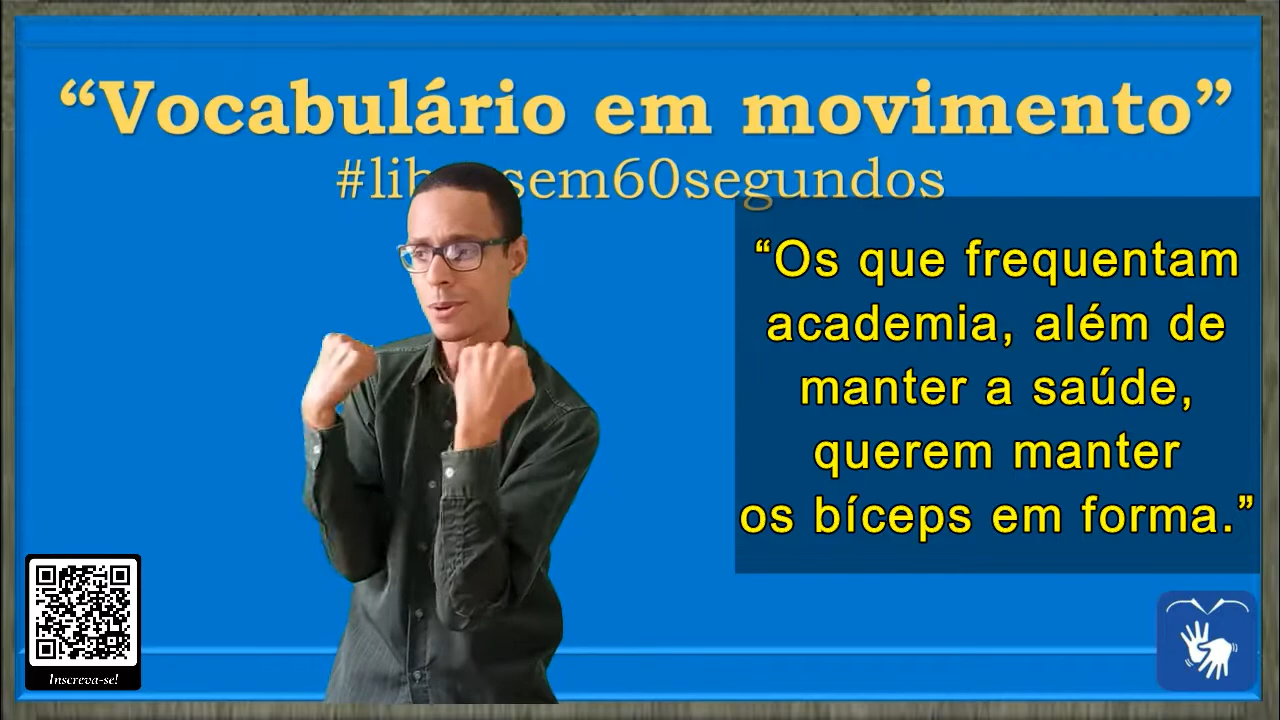 “Vocabulário em movimento”
#lib sem60segundos
“Os que frequentam
academia, além de
manter a saúde,
querem manter
os bíceps em forma.”
Inscreva-se!